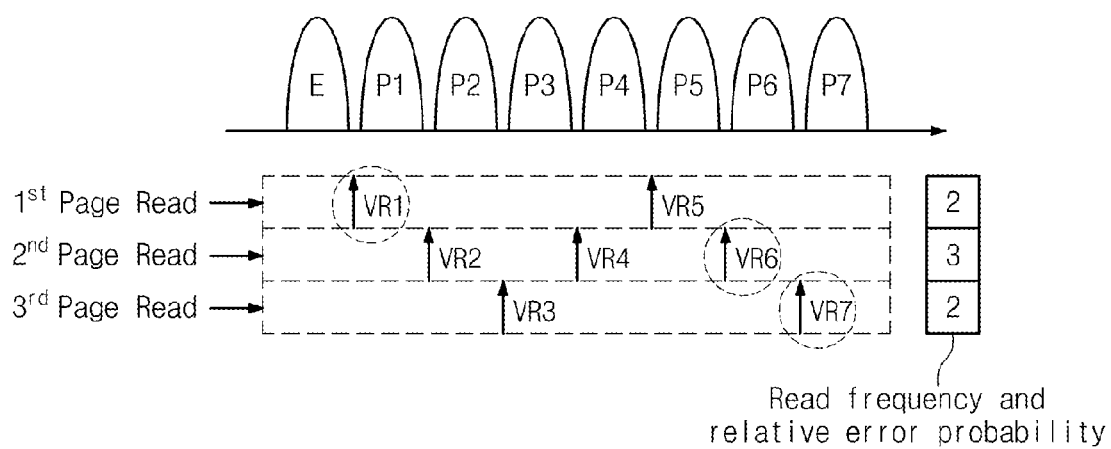 E P1 P2 P3 P4 P5 P6 P7
1st Page Read VR1 VR5 2
2nd Page Read VR2 VR4 VR6 3
3rd Page Read VR3 VR7 2
Read frequency and
relative error probability